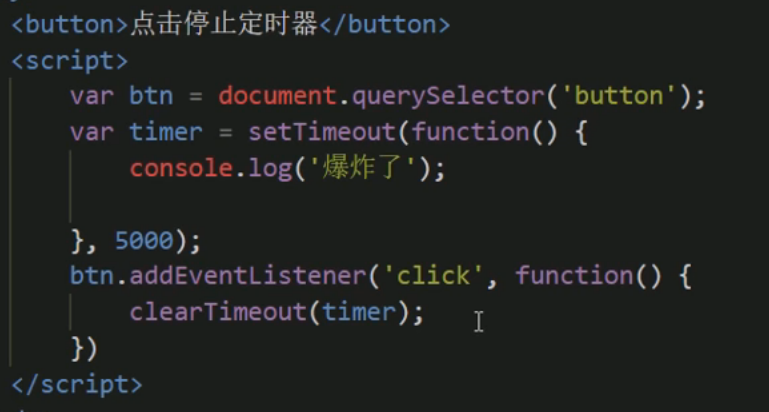 <button>点击停止定时器</button>
<script>
var btn = document.querySelector('button');
var timer = setTimeout(function() {
console.log('爆炸了');
}, 5000);
btn.addEventListener('click', function() {
clearTimeout(timer);
})
</script>